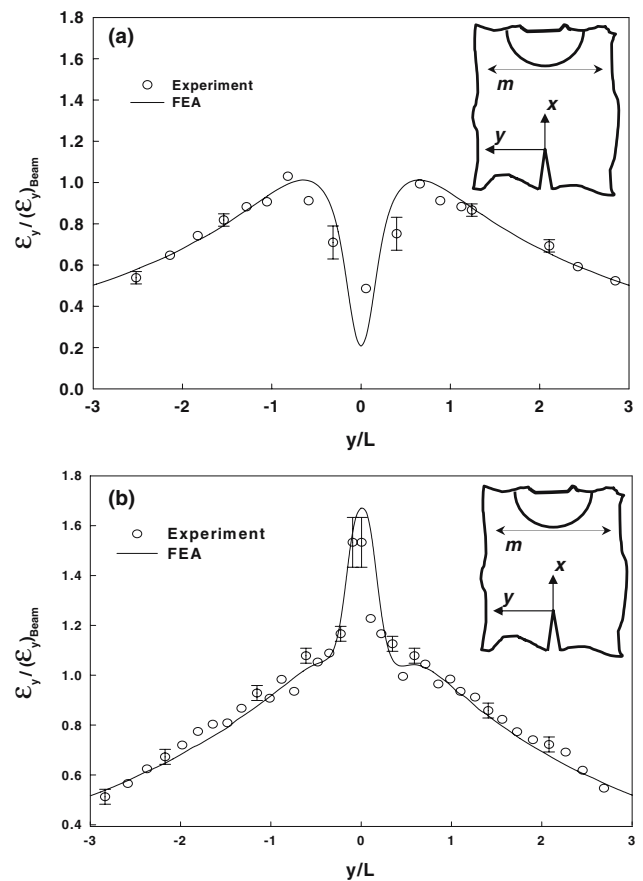 (a)
1.8
1.6
1.4
1.2
1.0
0.8
0.6
0.4
0.2
0.0
-3
-2
-1
0
1
2
3
y/L
εy / (εy)Beam
Experiment
FEA
m
x
y
(b)
1.8
1.6
1.4
1.2
1.0
0.8
0.6
0.4
-3
-2
-1
0
1
2
3
y/L
εy / (εy)Beam
Experiment
FEA
m
x
y